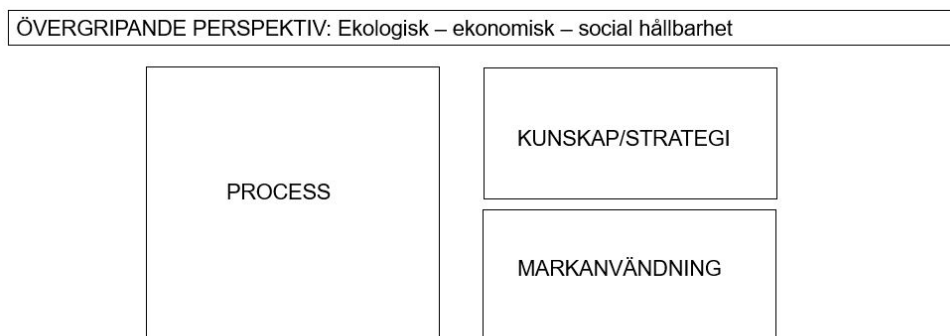 ÖVERGRIPANDE PERSPEKTIV: Ekologisk – ekonomisk – social hållbarhet
PROCESS
KUNSKAP/STRATEGI
MARKANVÄNDNING